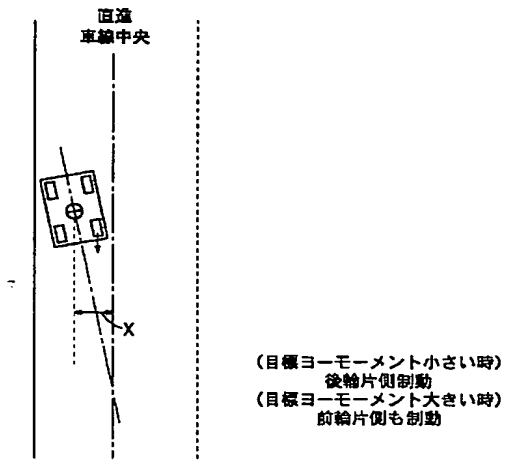 直進
車線中央
X
(目標ヨーモーメント小さい時)
後輪片側制動
(目標ヨーモーメント大きい時)
前輪片側も制動